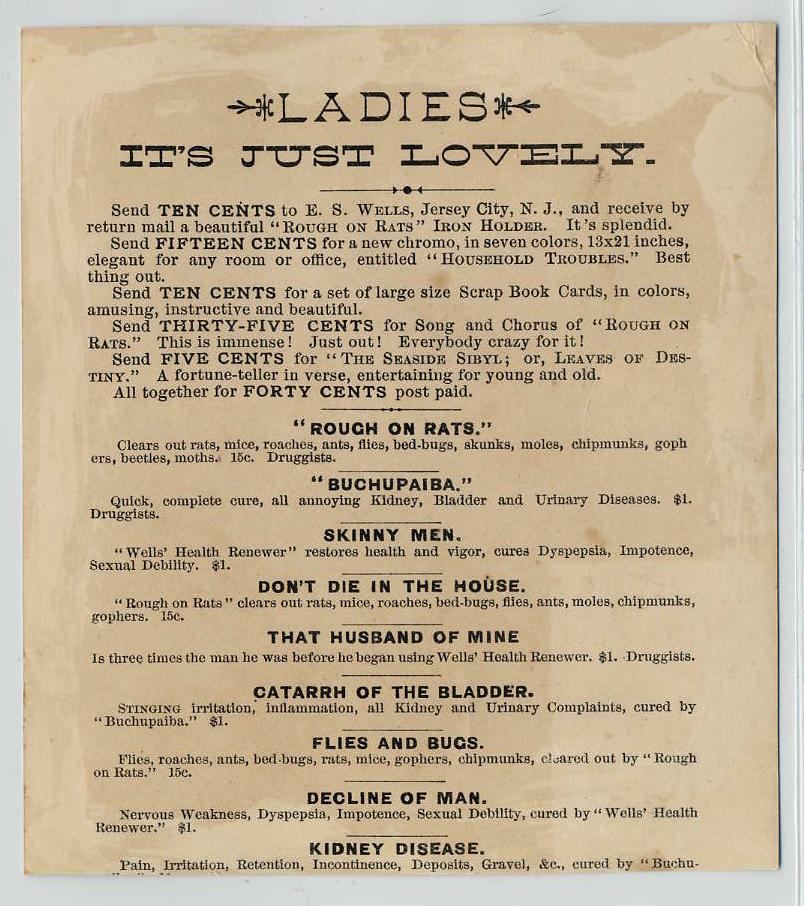 LADIES
IT'S JUST LOVELY.
Send TEN CENTS to E. S. WELLS, Jersey City, N. J., and receive by
return mail a beautiful "ROUGH ON RATS" IRON HOLDER. It's splendid.
Send FIFTEEN CENTS for a new chromo, in seven colors, 13x21 inches,
elegant for any room or office, entitled "HOUSEHOLD TROUBLES." Best
thing out.
Send TEN CENTS for a set of large size Scrap Book Cards, in colors,
amusing, instructive and beautiful.
Send THIRTY-FIVE CENTS for Song and Chorus of "ROUGH ON
RATS." This is immense! Just out! Everybody crazy for it!
Send FIVE CENTS for "THE SEASIDE SIBYL; or, LEAVES OF DES-
TINY." A fortune-teller in verse, entertaining for young and old.
All together for FORTY CENTS post paid.
"ROUGH ON RATS."
Clears out rats, mice, roaches, ants, flies, bed-bugs, skunks, moles, chipmunks, goph
ers, beetles, moths. 15c. Druggists.
"BUCHUPAIBA."
Quick, complete cure, all annoying Kidney, Bladder and Urinary Diseases. $1.
Druggists.
SKINNY MEN.
"Wells' Health Renewer" restores health and vigor, cures Dyspepsia, Impotence,
Sexual Debility. $1.
DON'T DIE IN THE HOUSE.
"Rough on Rats" clears out rats, mice, roaches, bed-bugs, flies, ants, moles, chipmunks,
gophers. 15c.
THAT HUSBAND OF MINE
Is three times the man he was before he began using Wells' Health Renewer. $1. Druggists.
CATARRH OF THE BLADDER.
STINGING irritation, inflammation, all Kidney and Urinary Complaints, cured by
"Buchupaiba." $1.
FLIES AND BUGS.
Flies, roaches, ants, bed-bugs, rats, mice, gophers, chipmunks, cleared out by "Rough
on Rats." 15c.
DECLINE OF MAN.
Nervous Weakness, Dyspepsia, Impotence, Sexual Debility, cured by "Wells' Health
Renewer." $1.
KIDNEY DISEASE.
Pain, Irritation, Retention, Incontinence, Deposits, Gravel, &c., cured by "Buchu-